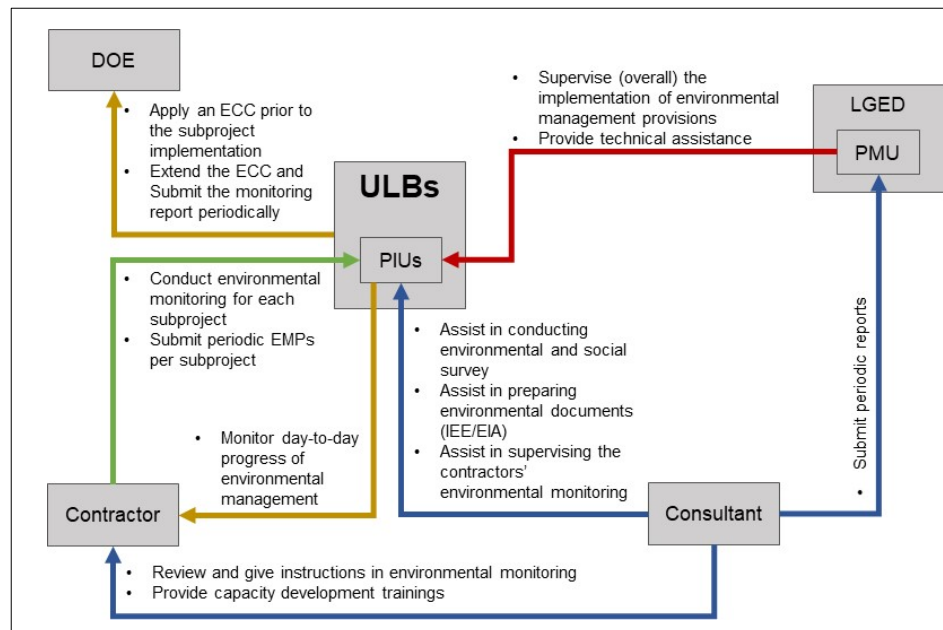 DOE
• Apply an ECC prior to
the subproject
implementation
• Extend the ECC and
Submit the monitoring
report periodically
• Supervise (overall) the
implementation of environmental
management provisions
• Provide technical assistance
LGED
PMU
ULBs
PIUs
• Conduct environmental
monitoring for each
subproject
• Submit periodic EMPs
per subproject
• Assist in conducting
environmental and social
survey
• Assist in preparing
environmental documents
(IEE/EIA)
• Assist in supervising the
contractors'
environmental monitoring
• Submit periodic reports
• Monitor day-to-day
progress of
environmental
management
Contractor
Consultant
• Review and give instructions in environmental monitoring
• Provide capacity development trainings